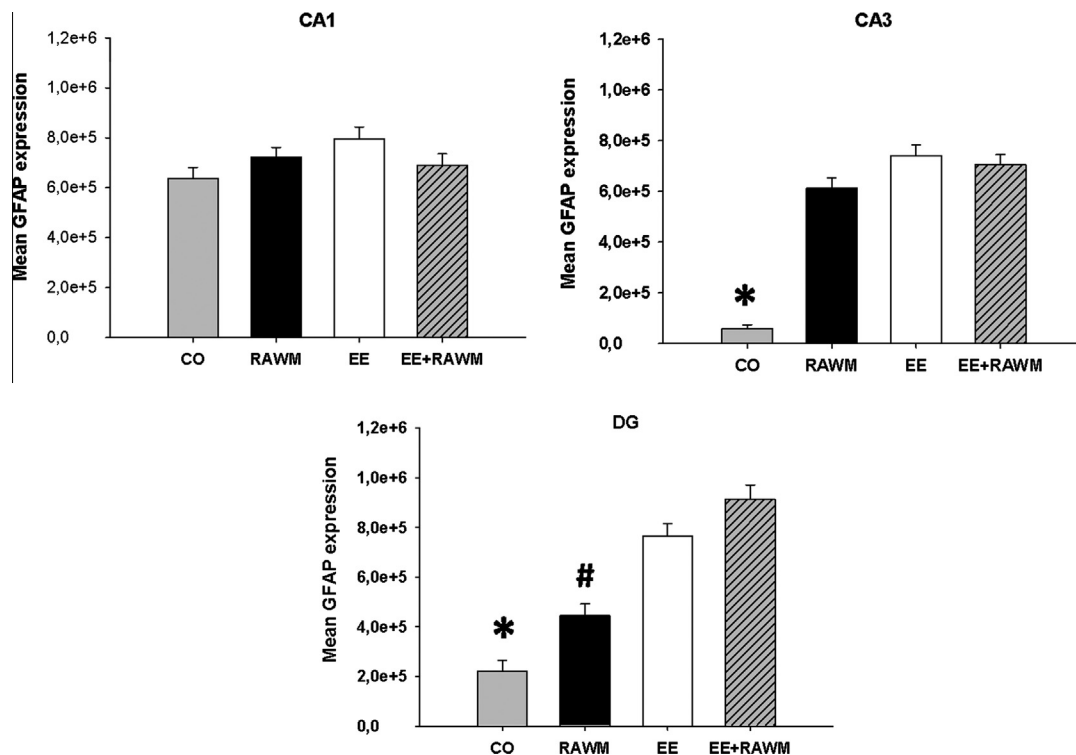 CA1
Mean GFAP expression
1,2e+6
1,0e+6
8,0e+5
6,0e+5
4,0e+5
2,0e+5
0,0
CO RAWM EE EE+RAWM
CA3
Mean GFAP expression
1,2e+6
1,0e+6
8,0e+5
6,0e+5
4,0e+5
2,0e+5
0,0
*
CO RAWM EE EE+RAWM
DG
Mean GFAP expression
1,2e+6
1,0e+6
8,0e+5
6,0e+5
4,0e+5
2,0e+5
0,0
* #
CO RAWM EE EE+RAWM